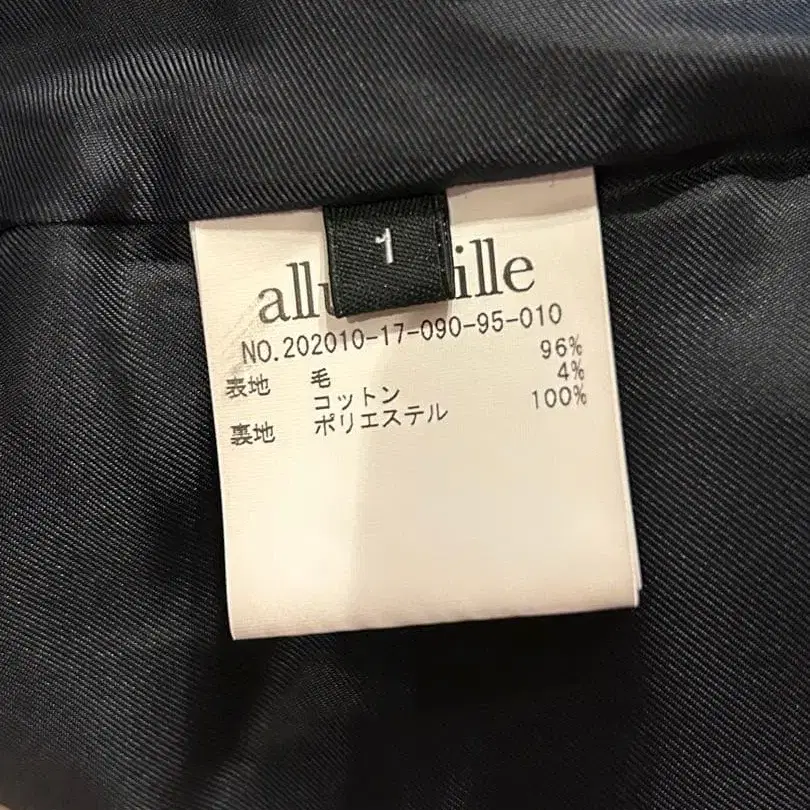 1
NO.202010-17-090-95-010
表地 毛 96%
コットン 4%
裏地 ポリエステル 100%